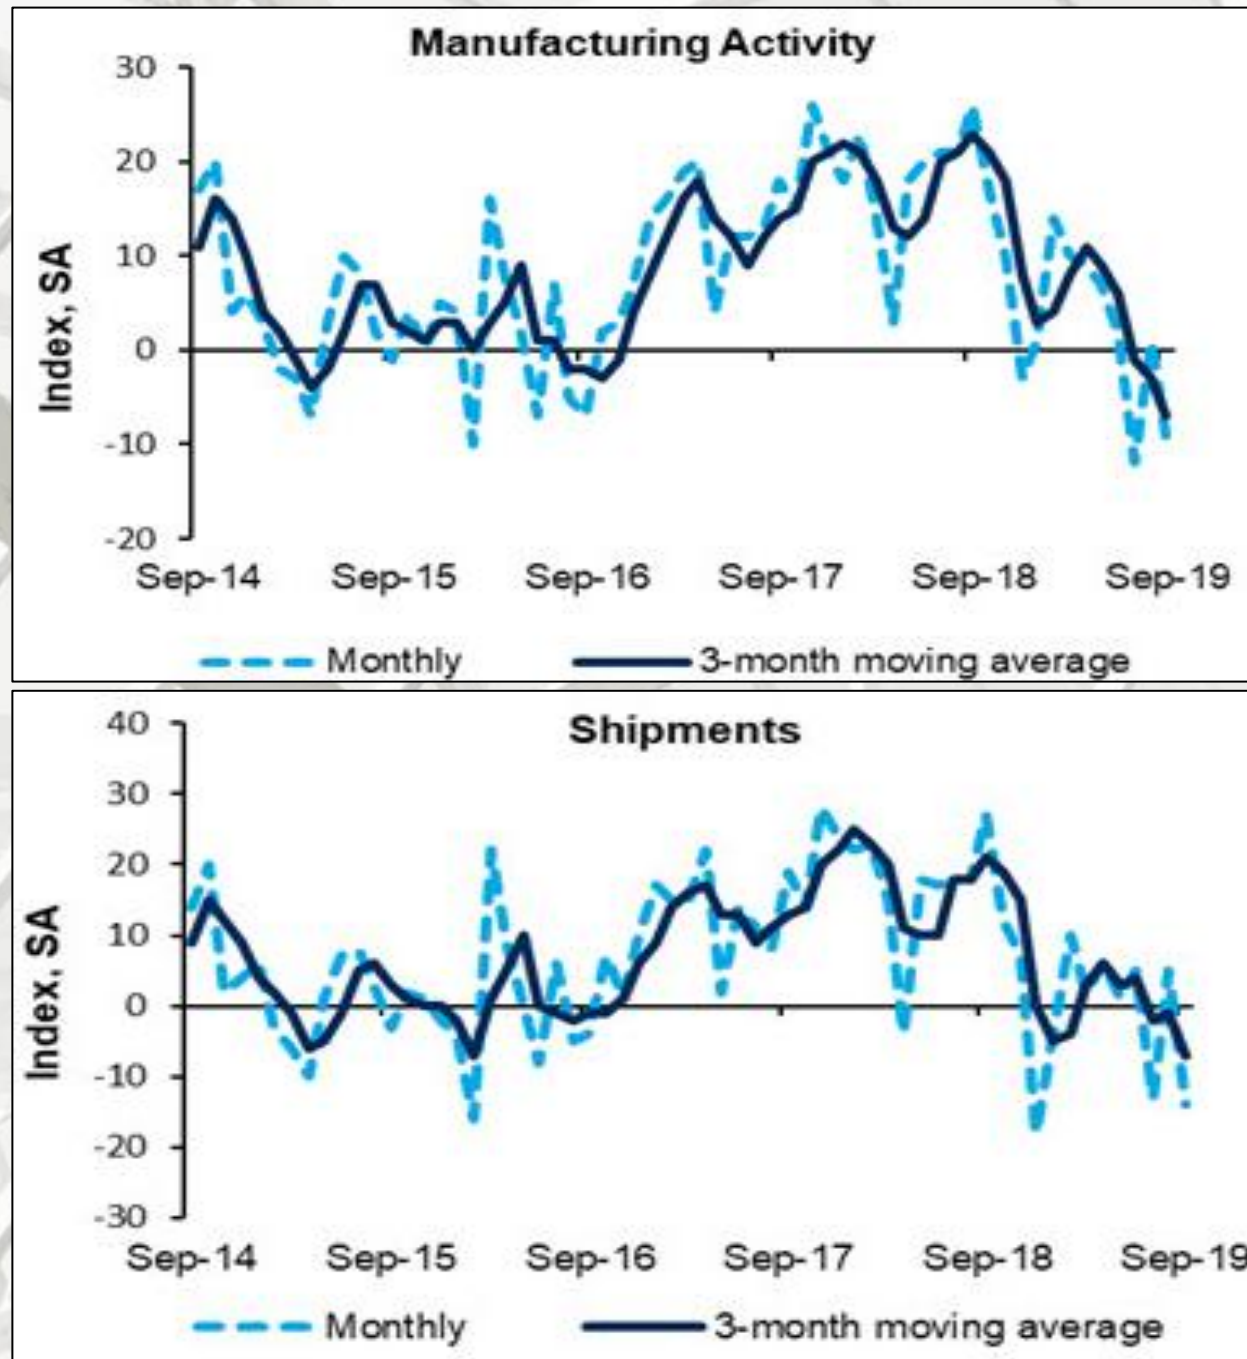 Manufacturing Activity
30
20
10
0
-10
-20
Index, SA
Sep-14 Sep-15 Sep-16 Sep-17 Sep-18 Sep-19
Monthly 3-month moving average
Shipments
40
30
20
10
0
-10
-20
-30
Index, SA
Sep-14 Sep-15 Sep-16 Sep-17 Sep-18 Sep-19
Monthly 3-month moving average